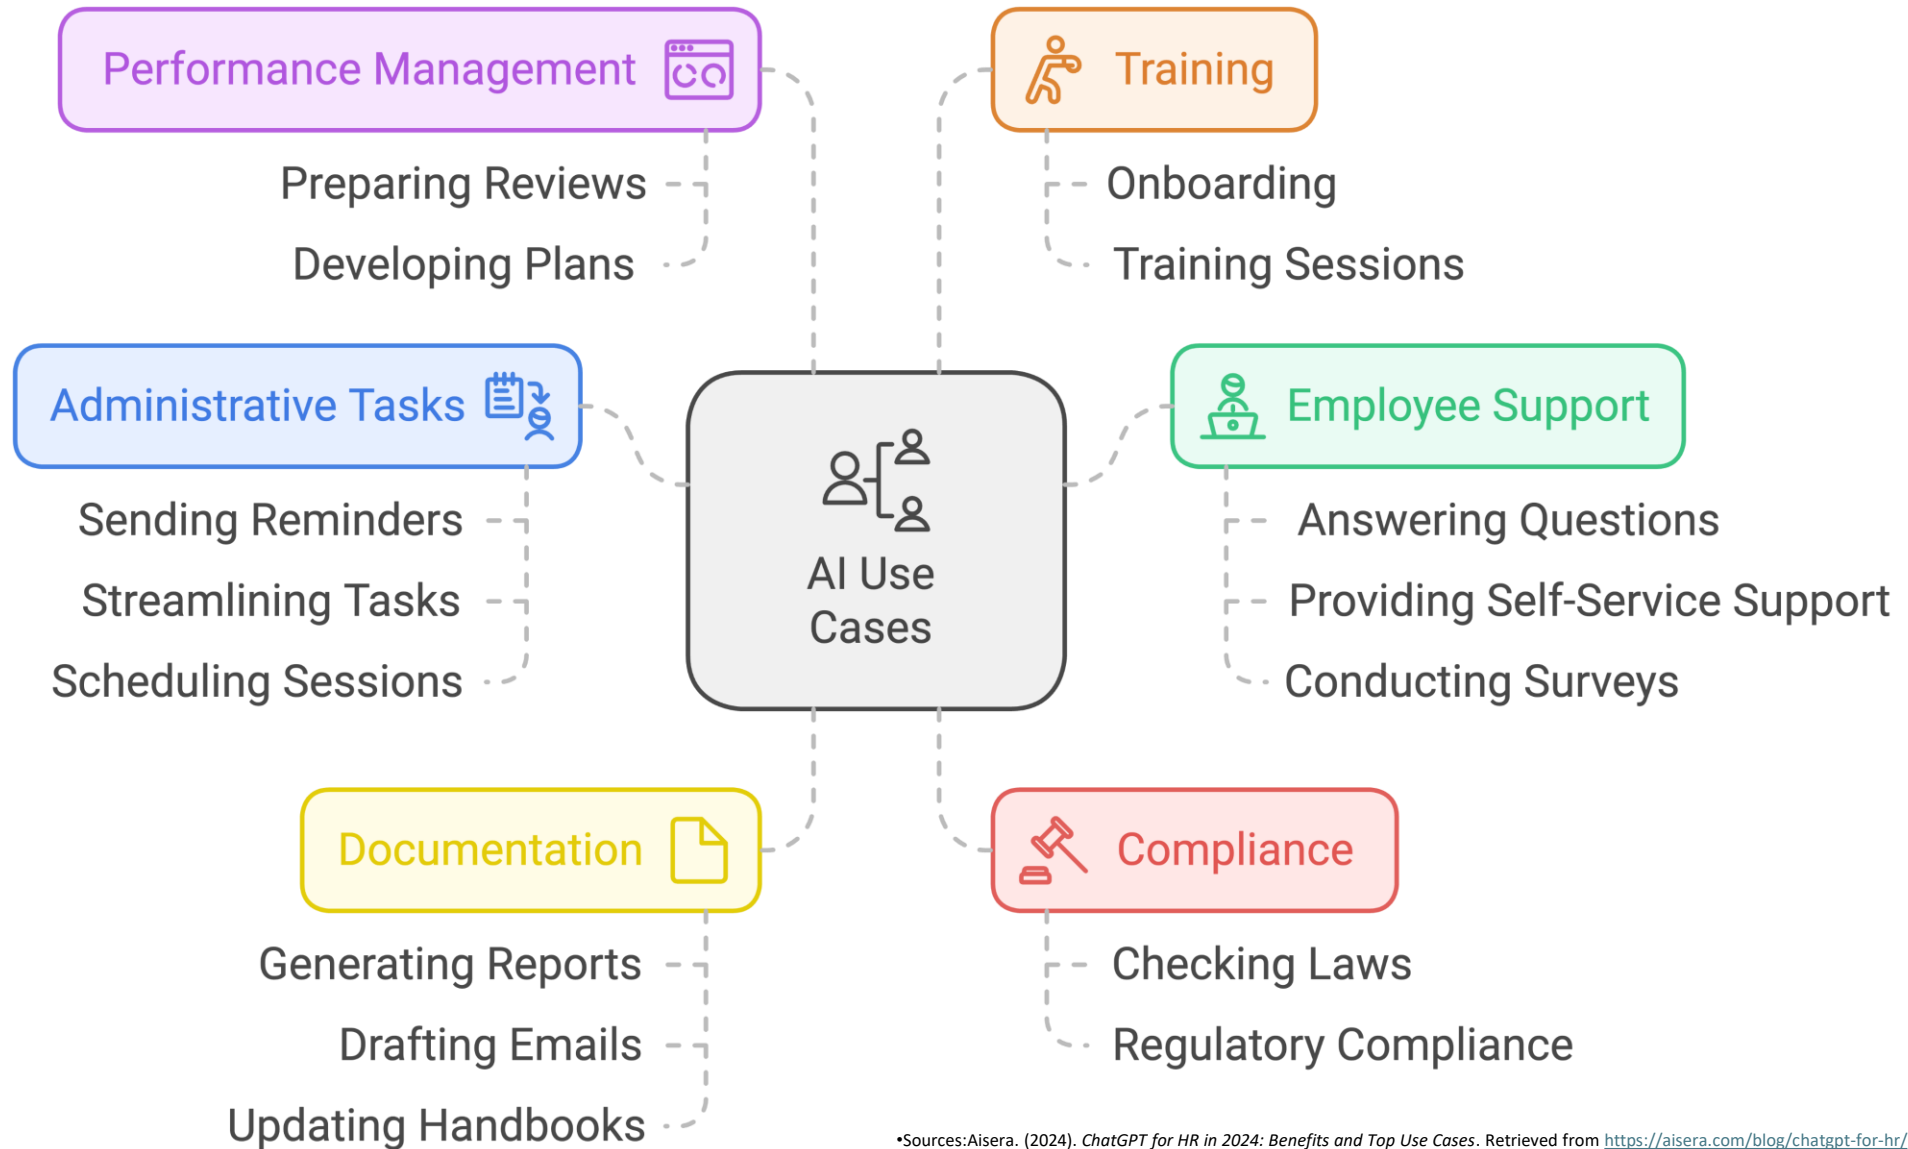 Performance Management
Preparing Reviews
Developing Plans
Training
Onboarding
Training Sessions
Administrative Tasks
Sending Reminders
Streamlining Tasks
Scheduling Sessions
AI Use
Cases
Employee Support
Answering Questions
Providing Self-Service Support
Conducting Surveys
Documentation
Generating Reports
Drafting Emails
Updating Handbooks
Compliance
Checking Laws
Regulatory Compliance
•Sources:Aisera. (2024). ChatGPT for HR in 2024: Benefits and Top Use Cases. Retrieved from https://aisera.com/blog/chatgpt-for-hr/